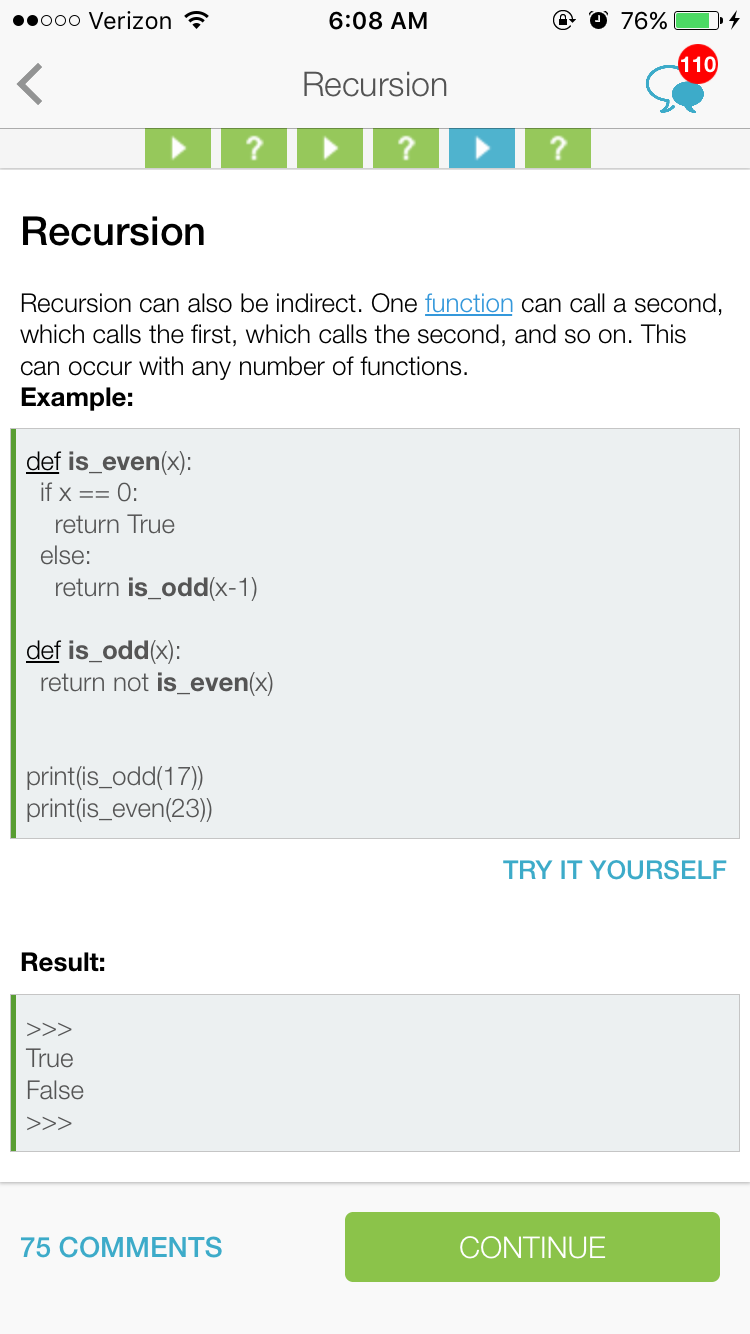 Verizon 6:08 AM 76%
Recursion 110
? ? ?
Recursion
Recursion can also be indirect. One function can call a second,
which calls the first, which calls the second, and so on. This
can occur with any number of functions.
Example:
def is_even(x):
if x == 0:
return True
else:
return is_odd(x-1)
def is_odd(x):
return not is_even(x)
print(is_odd(17))
print(is_even(23))
TRY IT YOURSELF
Result:
>>>
True
False
>>>
75 COMMENTS CONTINUE